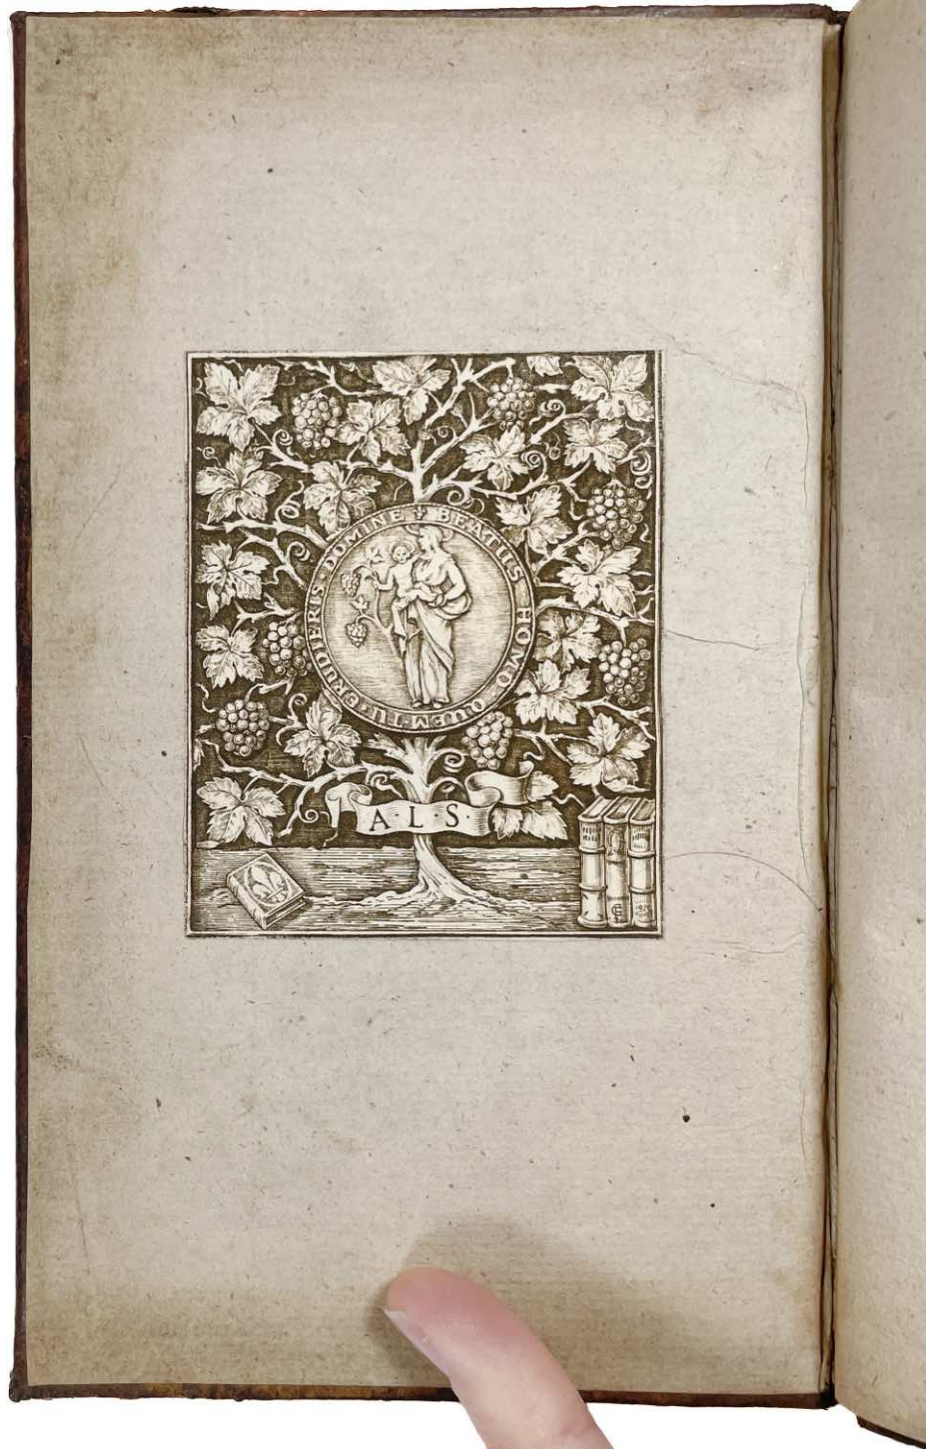 ✝ BEATUS · HOMO · QUEM · TU · ERUDIERIS · DOMINE
A · L · S ·